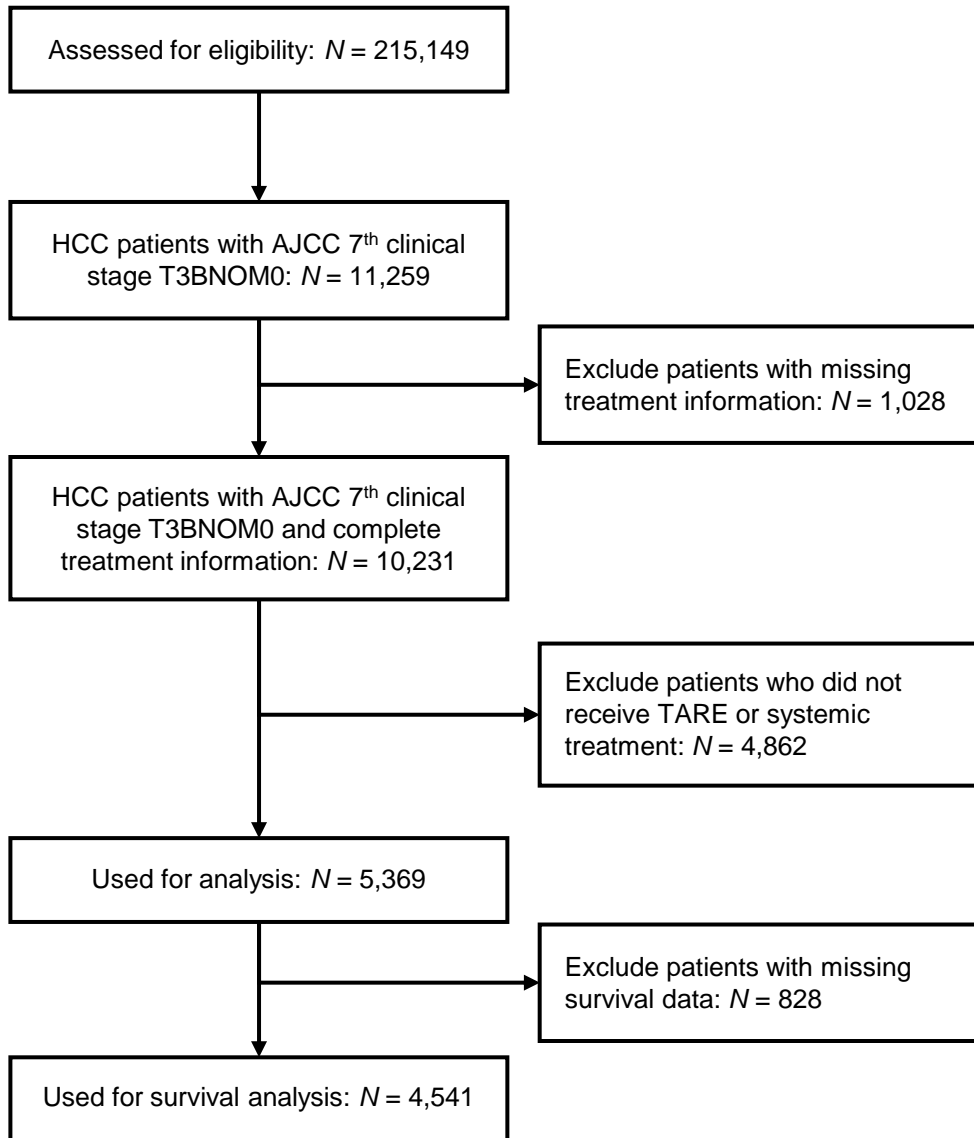 Assessed for eligibility: N = 215,149
HCC patients with AJCC 7th clinical
stage T3BNOM0: N = 11,259
Exclude patients with missing
treatment information: N = 1,028
HCC patients with AJCC 7th clinical
stage T3BNOM0 and complete
treatment information: N = 10,231
Exclude patients who did not
receive TARE or systemic
treatment: N = 4,862
Used for analysis: N = 5,369
Exclude patients with missing
survival data: N = 828
Used for survival analysis: N = 4,541